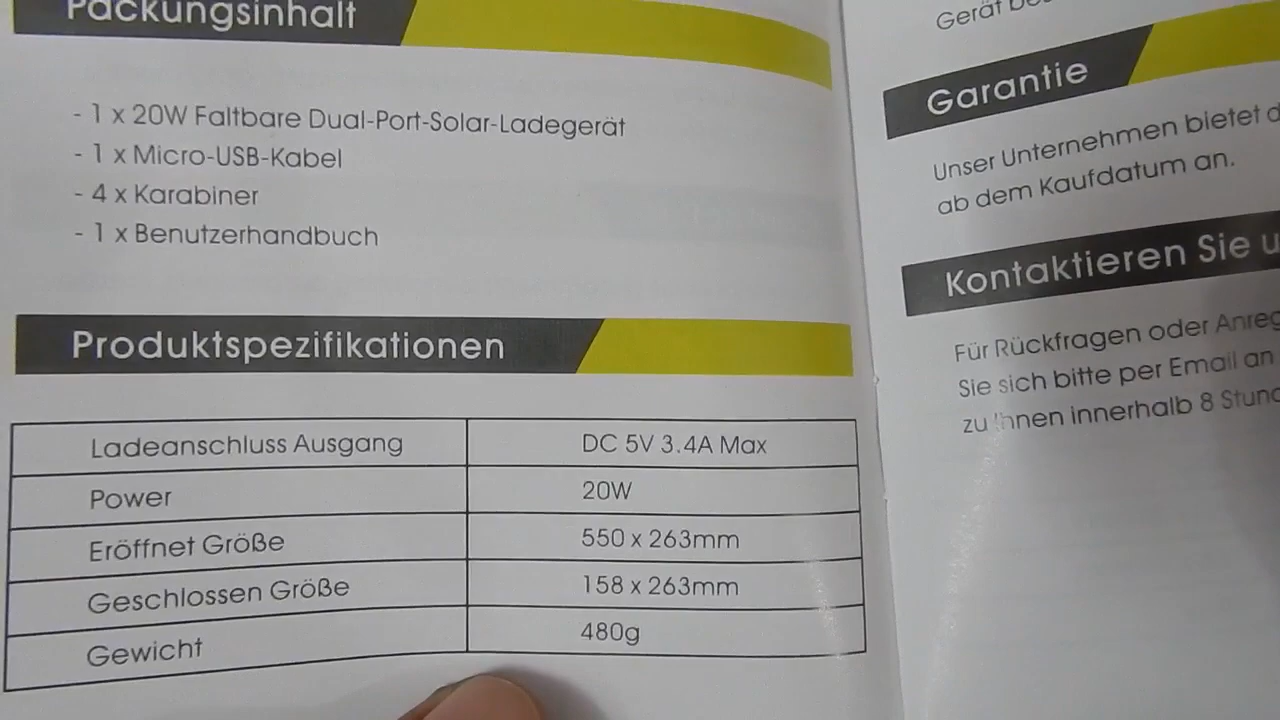 Packungsinhalt
- 1 x 20W Faltbare Dual-Port-Solar-Ladegerät
- 1 x Micro-USB-Kabel
- 4 x Karabiner
- 1 x Benutzerhandbuch
Produktspezifikationen
Ladeanschluss Ausgang DC 5V 3.4A Max
Power 20W
Eröffnet Größe 550 x 263mm
Geschlossen Größe 158 x 263mm
Gewicht 480g
Gerät
Garantie
Unser Unternehmen bietet
ab dem Kaufdatum an.
Kontaktieren Sie
Für Rückfragen oder
Sie sich bitte per Email an
zu Ihnen innerhalb 8